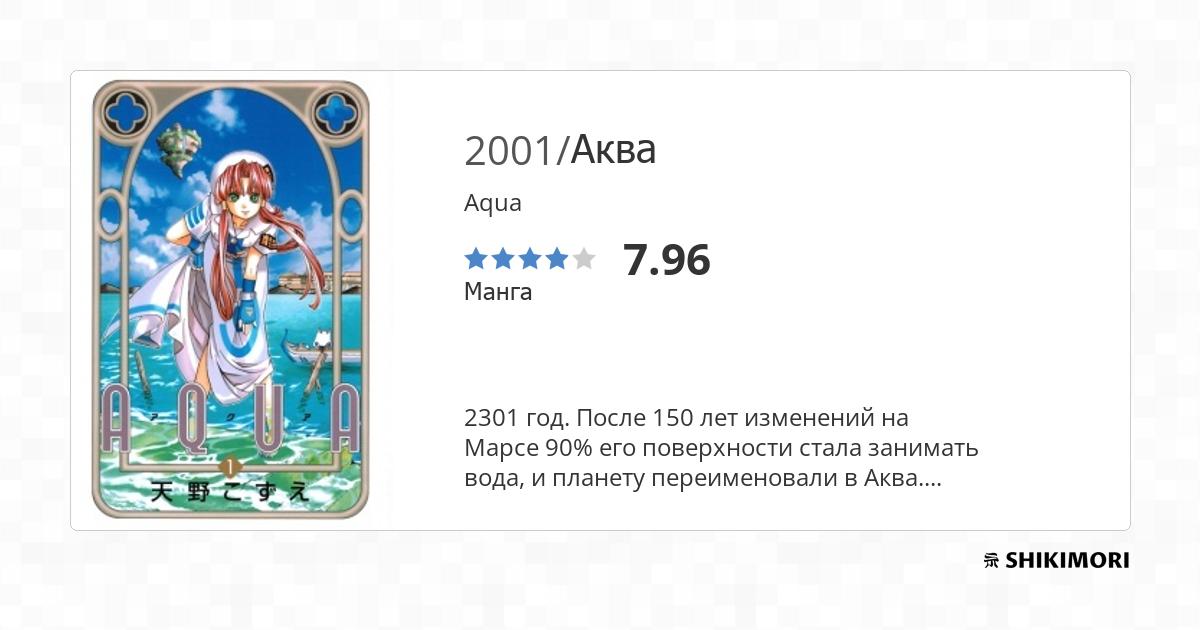 AQUA
アクア
1
天野こずえ
2001/Аква
Aqua
7.96
Манга
2301 год. После 150 лет изменений на
Марсе 90% его поверхности стала занимать
вода, и планету переименовали в Аква....
SHIKIMORI